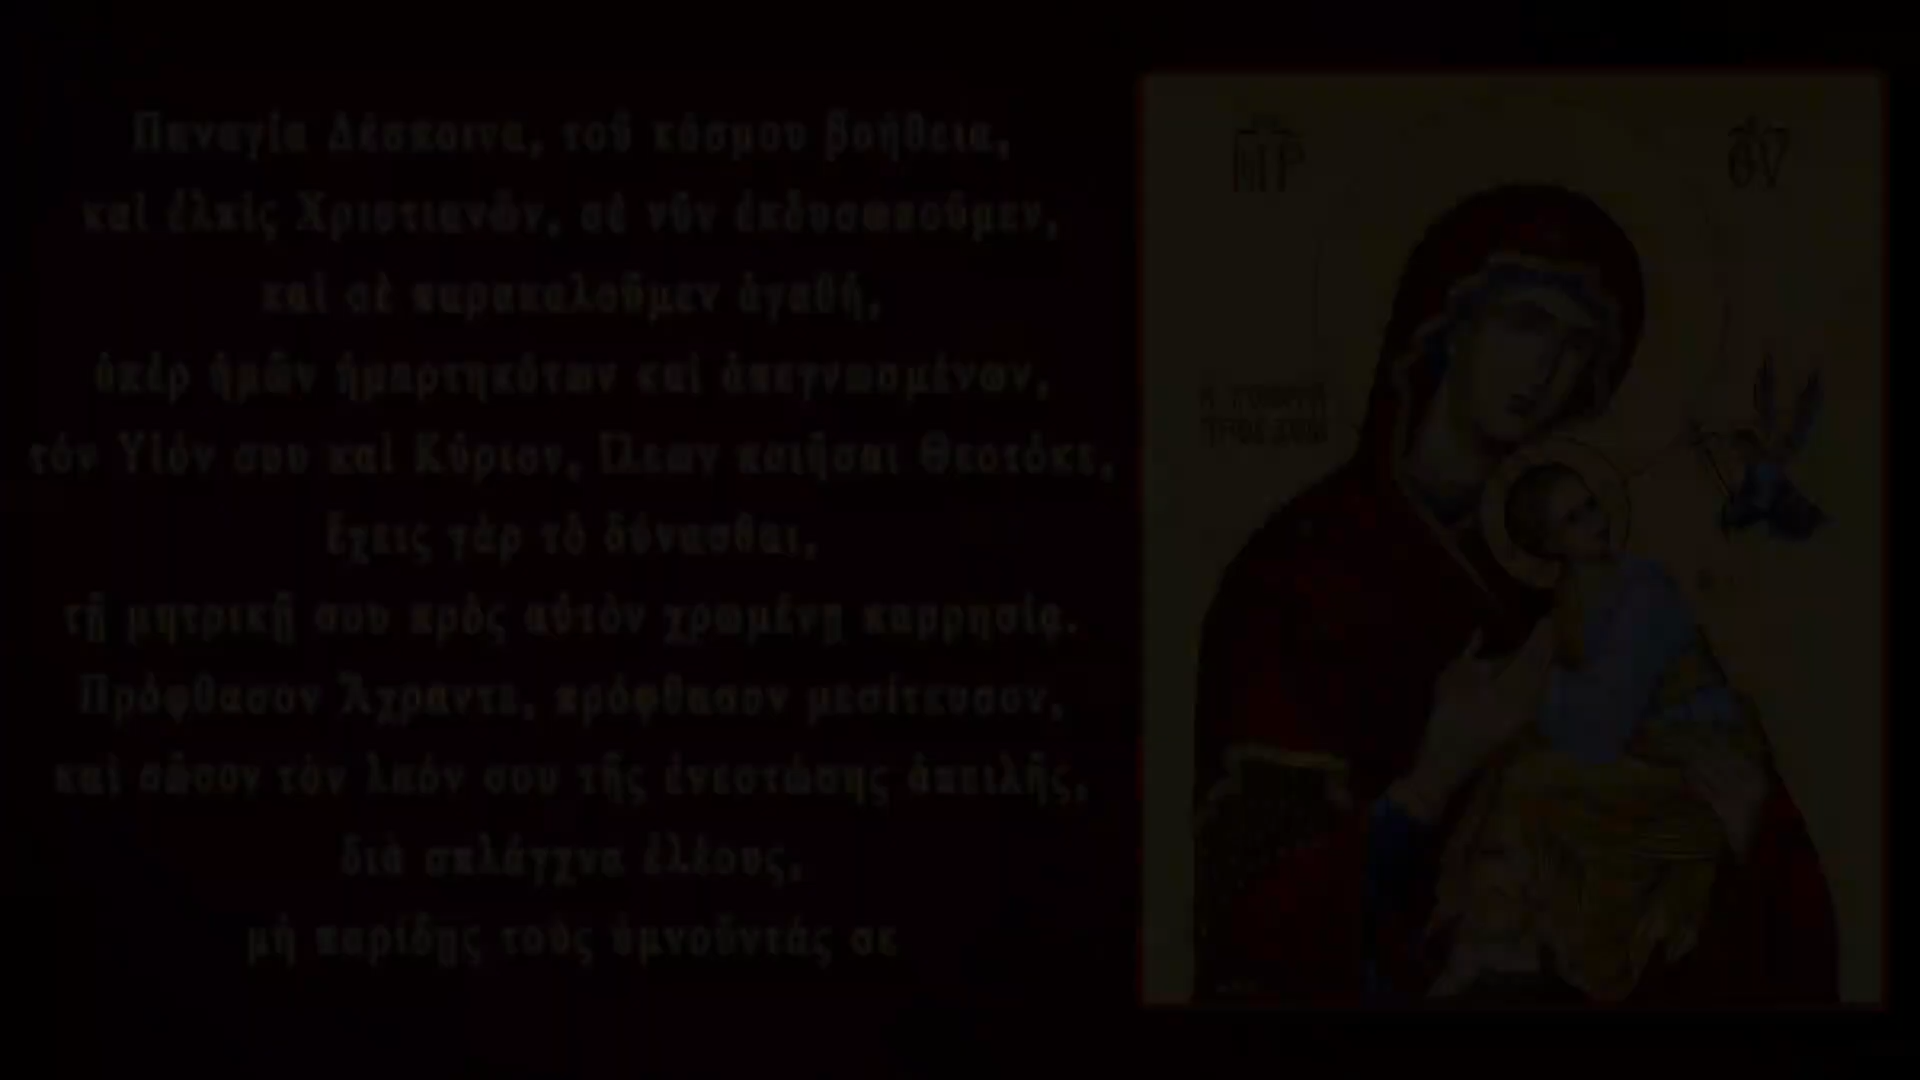 Παναγία Δέσποινα, τοῦ κόσμου βοήθεια,
καὶ ἐλπὶς Χριστιανῶν, σὲ νῦν ἐκδυσωποῦμεν,
καὶ σὲ παρακαλοῦμεν ἀγαθή,
ὑπὲρ ἡμῶν ἡμαρτηκότων καὶ ἀπεγνωσμένων,
τόν Υἱόν σου καὶ Κύριον, ἵλεων ποιῆσαι Θεοτόκε,
ἔχεις γὰρ τὸ δύνασθαι,
τῇ μητρικῇ σου πρὸς αὐτὸν χρωμένη παρρησίᾳ.
Πρόφθασον Ἄχραντε, πρόφθασον μεσίτευσον,
καὶ σῶσον τὸν λαόν σου τῆς ἐνεστώσης ἀπειλῆς,
διὰ σπλάγχνα ἐλέους,
μὴ παρίδῃς τοὺς ὑμνοῦντάς σε
ΜΡ ΘΥ